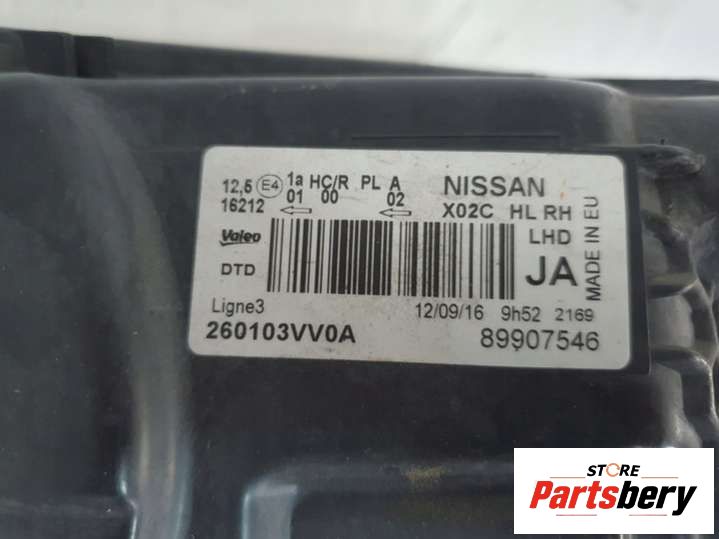 12,5 E4 1a HC/R PL A NISSAN
16212 01 00 02 X02C HL RH
Valeo LHD
DTD JA
MADE IN EU
Ligne3 12/09/16 9h52 2169
260103VV0A 89907546
STORE
Partsbery